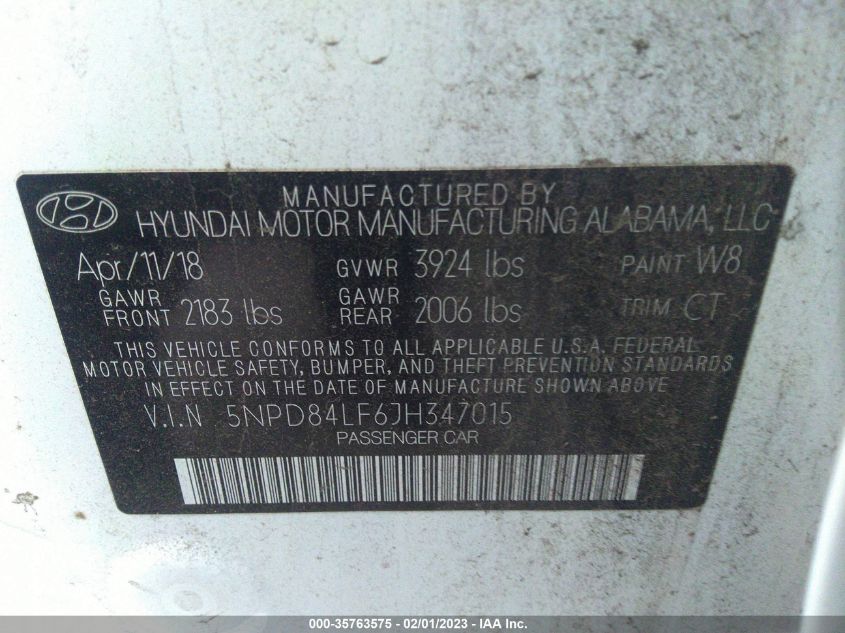 MANUFACTURED BY
HYUNDAI MOTOR MANUFACTURING ALABAMA, LLC
Apr/11/18 GVWR 3924 lbs PAINT W8
GAWR FRONT 2183 lbs GAWR REAR 2006 lbs TRIM CT
THIS VEHICLE CONFORMS TO ALL APPLICABLE U.S.A. FEDERAL
MOTOR VEHICLE SAFETY, BUMPER, AND THEFT PREVENTION STANDARDS
IN EFFECT ON THE DATE OF MANUFACTURE SHOWN ABOVE
V.I.N 5NPD84LF6JH347015
PASSENGER CAR
000-35763575 - 02/01/2023 - IAA Inc.